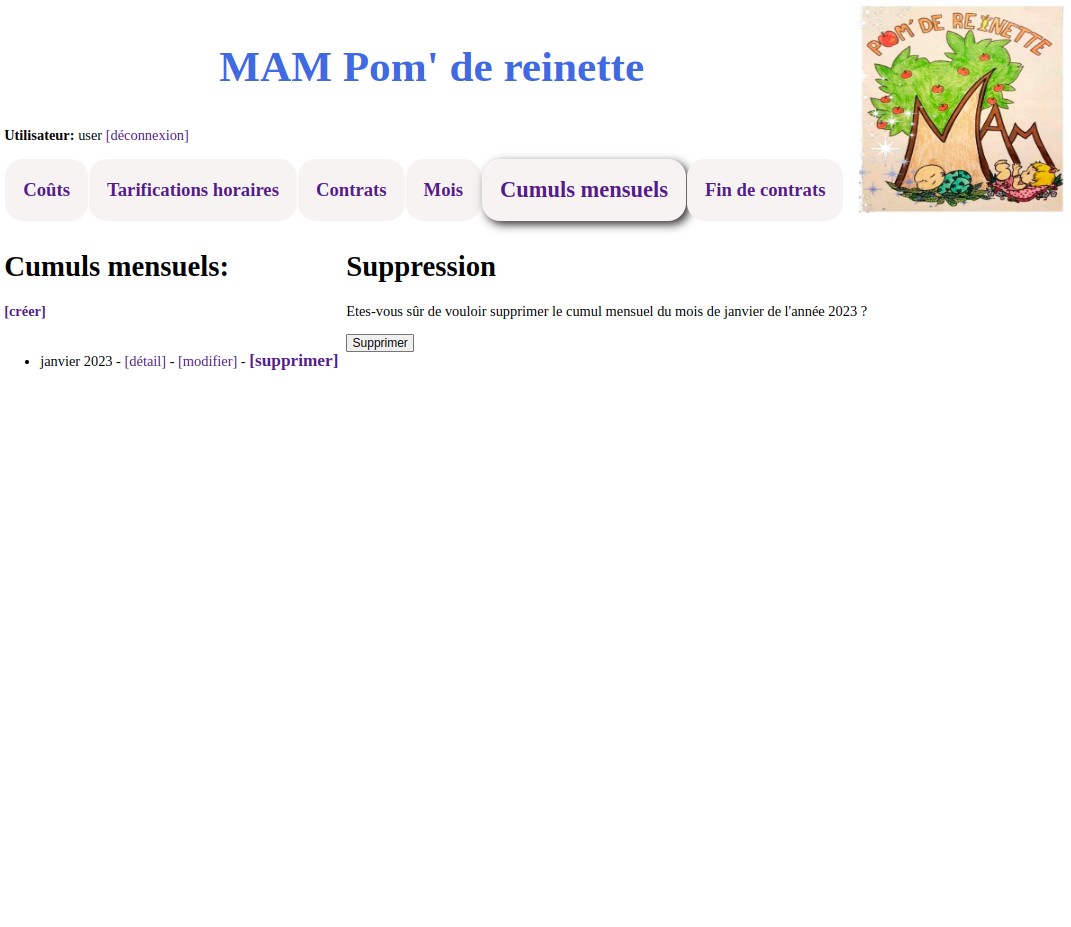 MAM Pom' de reinette
POM' DE REINETTE
MAM
Utilisateur: user [déconnexion]
Coûts Tarifications horaires Contrats Mois Cumuls mensuels Fin de contrats
Cumuls mensuels:
[créer]
janvier 2023 - [détail] - [modifier] - [supprimer]
Suppression
Etes-vous sûr de vouloir supprimer le cumul mensuel du mois de janvier de l'année 2023 ?
Supprimer